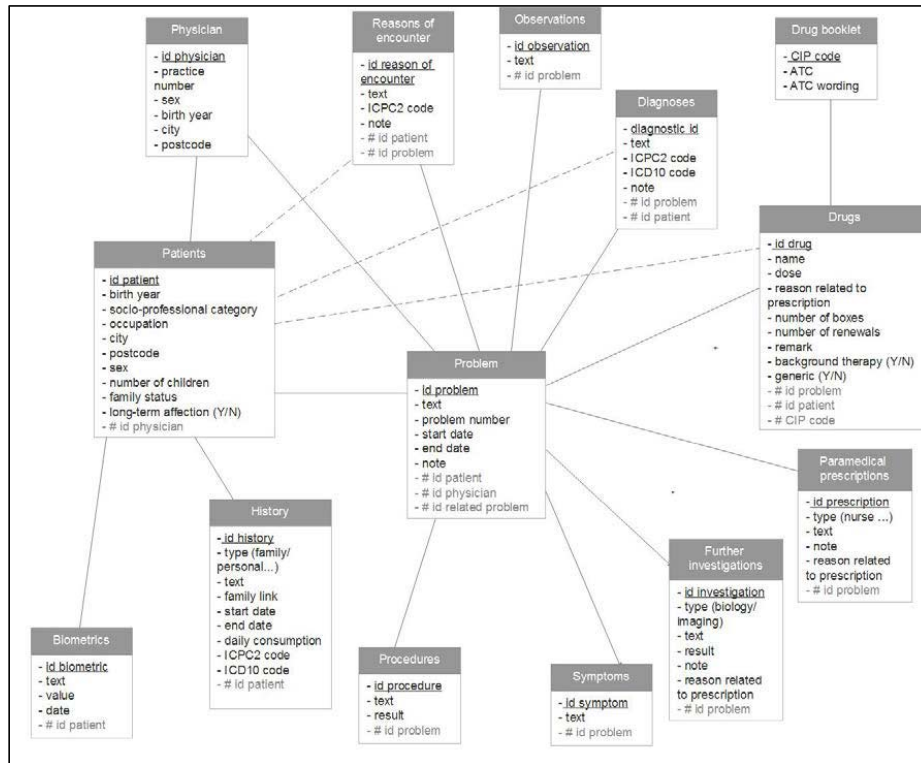 Physician
- id physician
- practice
number
- sex
- birth year
- city
- postcode
Reasons of
encounter
- id reason of
encounter
- text
- ICPC2 code
- note
- # id patient
- # id problem
Observations
- id observation
- text
- # id problem
Drug booklet
- CIP code
- ATC
- ATC wording
Diagnoses
- diagnostic id
- text
- ICPC2 code
- ICD10 code
- note
- # id problem
- # id patient
Patients
- id patient
- birth year
- socio-professional category
- occupation
- city
- postcode
- sex
- number of children
- family status
- long-term affection (Y/N)
- # id physician
Drugs
- id drug
- name
- dose
- reason related to
prescription
- number of boxes
- number of renewals
- remark
- background therapy (Y/N)
- generic (Y/N)
- # id problem
- # id patient
- # CIP code
Problem
- id problem
- text
- problem number
- start date
- end date
- note
- # id patient
- # id physician
- # id related problem
Paramedical
prescriptions
- id prescription
- type (nurse ...)
- text
- note
- reason related
to prescription
- # id problem
History
- id history
- type (family/
personal...)
- text
- family link
- start date
- end date
- daily consumption
- ICPC2 code
- ICD10 code
- # id patient
Further
investigations
- id investigation
- type (biology/
imaging)
- text
- result
- note
- reason related
to prescription
- # id problem
Biometrics
- id biometric
- text
- value
- date
- # id patient
Procedures
- id procedure
- text
- result
- # id problem
Symptoms
- id symptom
- text
- # id problem